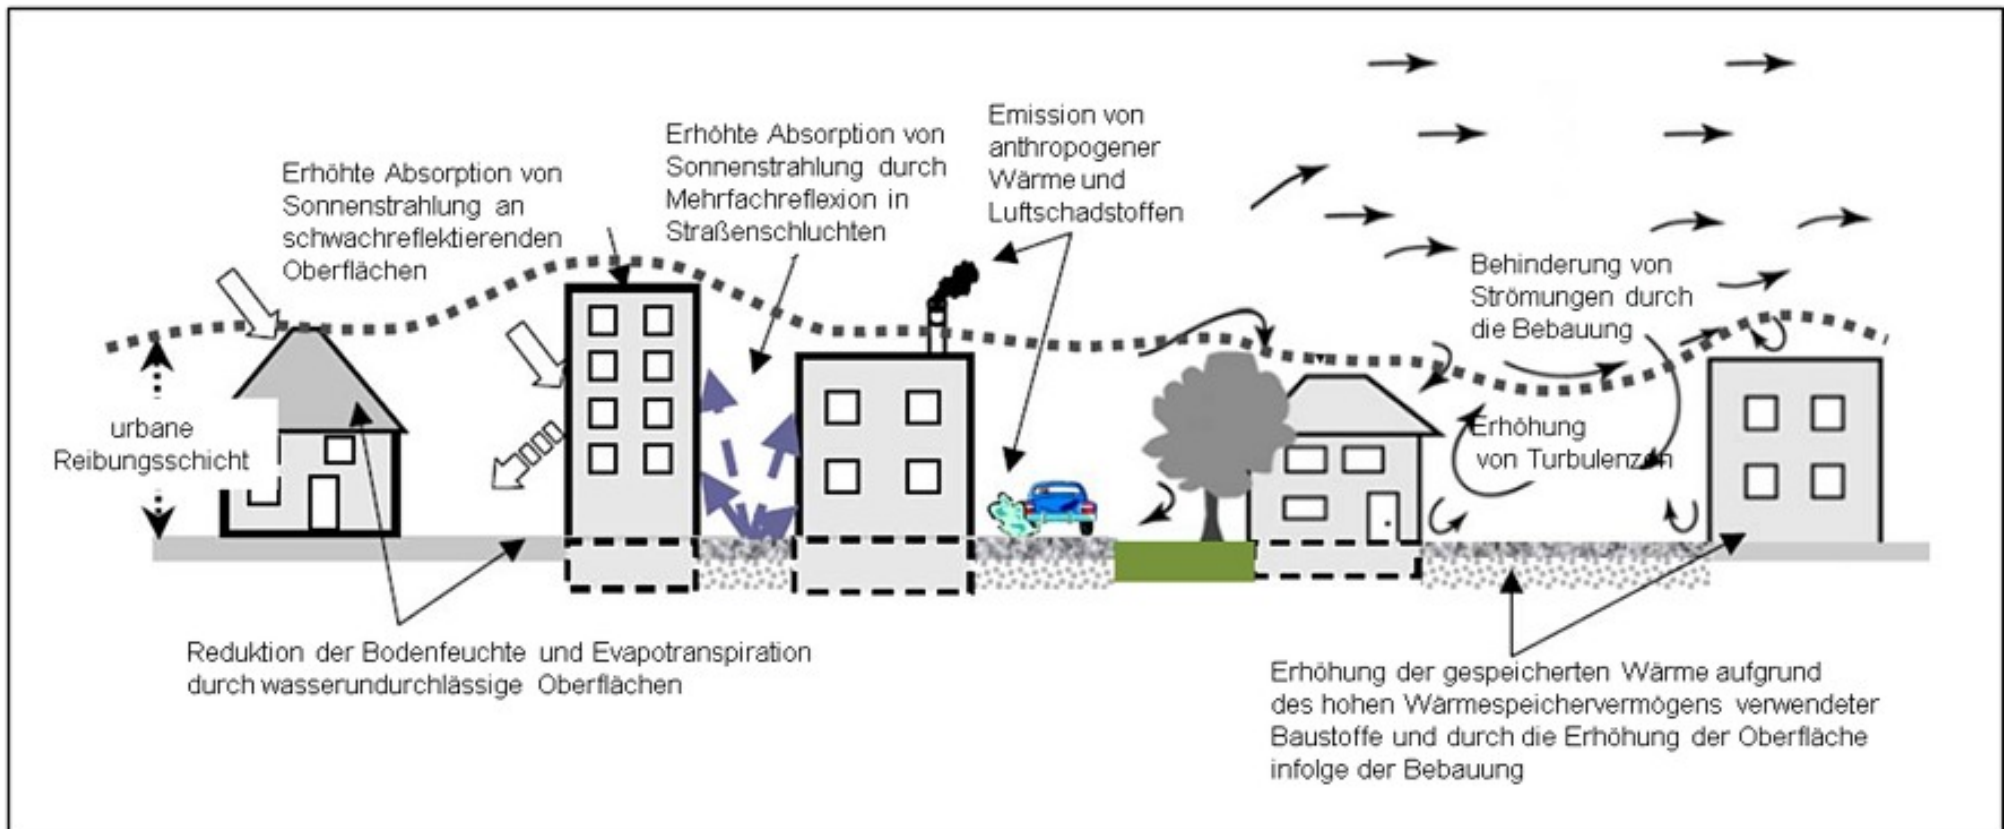 Erhöhte Absorption von
Sonnenstrahlung an
schwachreflektierenden
Oberflächen
Erhöhte Absorption von
Sonnenstrahlung durch
Mehrfachreflexion in
Straßenschluchten
Emission von
anthropogener
Wärme und
Luftschadstoffen
Behinderung von
Strömungen durch
die Bebauung
urbane
Reibungsschicht
Erhöhung
von Turbulenzen
Reduktion der Bodenfeuchte und Evapotranspiration
durch wasserundurchlässige Oberflächen
Erhöhung der gespeicherten Wärme aufgrund
des hohen Wärmespeichervermögens verwendeter
Baustoffe und durch die Erhöhung der Oberfläche
infolge der Bebauung